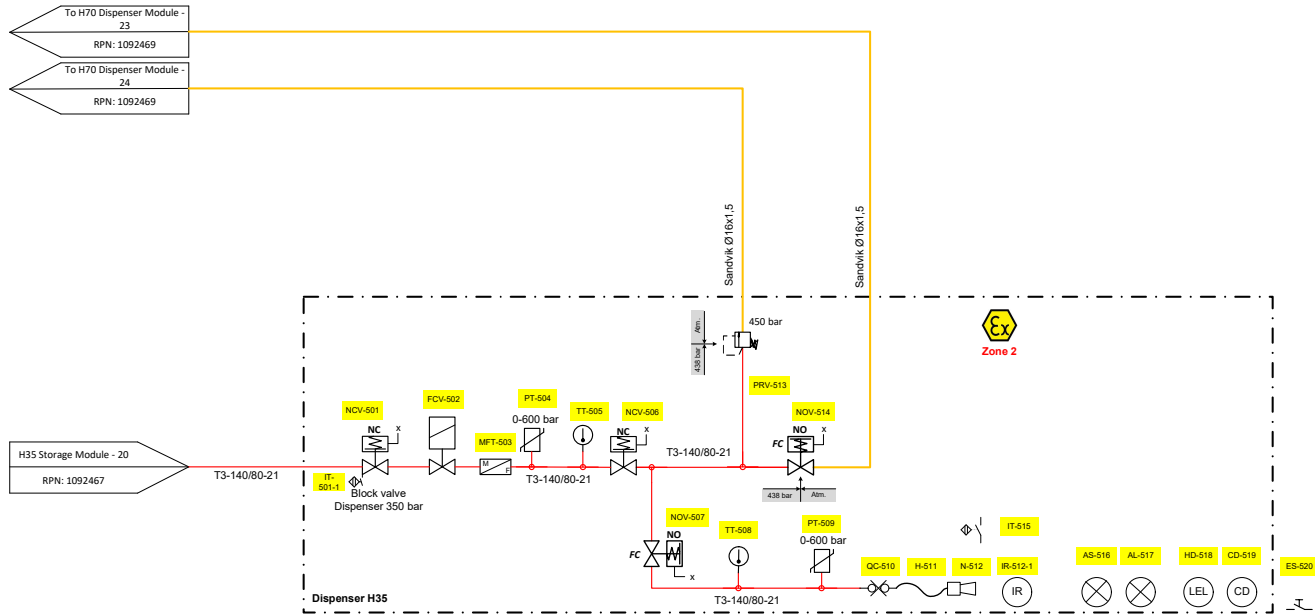 To H70 Dispenser Module -
23
RPN: 1092469
To H70 Dispenser Module -
24
RPN: 1092469
Sandvik Ø16x1,5
Sandvik Ø16x1,5
450 bar
Atm.
438 bar
Ex
Zone 2
PRV-513
NCV-501
FCV-502
PT-504
0-600 bar
TT-505
NCV-506
NOV-514
NC
x
MFT-503
M
F
NC
x
NO
x
FC
H35 Storage Module - 20
RPN: 1092467
T3-140/80-21
IT-
501-1
Block valve
Dispenser 350 bar
T3-140/80-21
T3-140/80-21
438 bar
Atm.
NOV-507
NO
FC
x
TT-508
PT-509
0-600 bar
IT-515
QC-510
H-511
N-512
IR-512-1
AS-516
AL-517
HD-518
CD-519
ES-520
IR
LEL
CD
Dispenser H35
T3-140/80-21